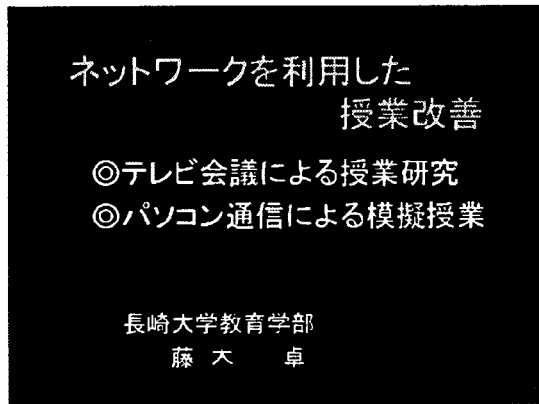 ネットワークを利用した
授業改善
◎テレビ会議による授業研究
◎パソコン通信による模擬授業
長崎大学教育学部
藤木 卓